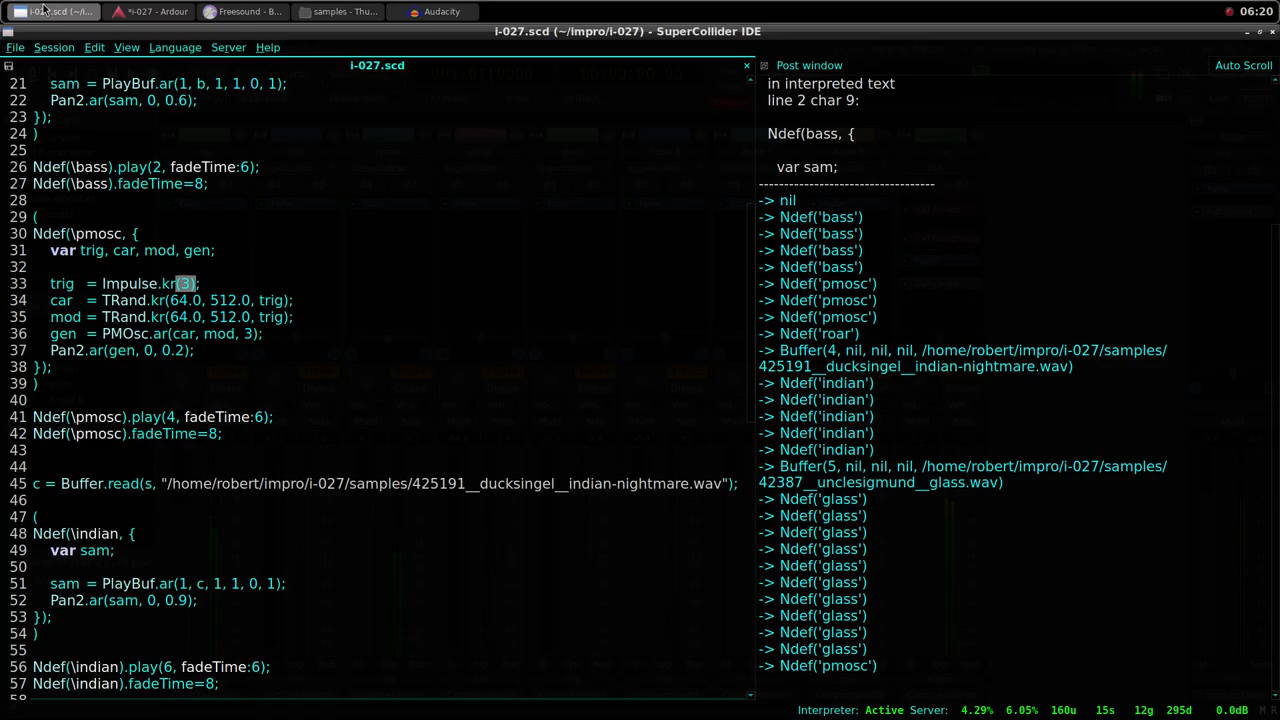 i-027.scd (~/i...
*i-027 - Ardour
Freesound - B...
samples - Thu...
Audacity
06:20
i-027.scd (~/impro/i-027) - SuperCollider IDE
File Session Edit View Language Server Help
i-027.scd
21 sam = PlayBuf.ar(1, b, 1, 1, 0, 1);
22 Pan2.ar(sam, 0, 0.6);
23 });
24 )
25
26 Ndef(\bass).play(2, fadeTime:6);
27 Ndef(\bass).fadeTime=8;
28
29 (
30 Ndef(\pmosc, {
31 var trig, car, mod, gen;
32
33 trig = Impulse.kr(3);
34 car = TRand.kr(64.0, 512.0, trig);
35 mod = TRand.kr(64.0, 512.0, trig);
36 gen = PMOsc.ar(car, mod, 3);
37 Pan2.ar(gen, 0, 0.2);
38 });
39 )
40
41 Ndef(\pmosc).play(4, fadeTime:6);
42 Ndef(\pmosc).fadeTime=8;
43
44
45 c = Buffer.read(s, "/home/robert/impro/i-027/samples/425191__ducksingel__indian-nightmare.wav");
46
47 (
48 Ndef(\indian, {
49 var sam;
50
51 sam = PlayBuf.ar(1, c, 1, 1, 0, 1);
52 Pan2.ar(sam, 0, 0.9);
53 });
54 )
55
56 Ndef(\indian).play(6, fadeTime:6);
57 Ndef(\indian).fadeTime=8;
58
Post window
Auto Scroll
in interpreted text
line 2 char 9:
Ndef(bass, {
var sam;
-----------------------------------
-> nil
-> Ndef('bass')
-> Ndef('bass')
-> Ndef('bass')
-> Ndef('bass')
-> Ndef('pmosc')
-> Ndef('pmosc')
-> Ndef('pmosc')
-> Ndef('roar')
-> Buffer(4, nil, nil, nil, /home/robert/impro/i-027/samples/
425191__ducksingel__indian-nightmare.wav)
-> Ndef('indian')
-> Ndef('indian')
-> Ndef('indian')
-> Ndef('indian')
-> Ndef('indian')
-> Buffer(5, nil, nil, nil, /home/robert/impro/i-027/samples/
42387__unclesigmund__glass.wav)
-> Ndef('glass')
-> Ndef('glass')
-> Ndef('glass')
-> Ndef('glass')
-> Ndef('glass')
-> Ndef('glass')
-> Ndef('glass')
-> Ndef('glass')
-> Ndef('glass')
-> Ndef('glass')
-> Ndef('pmosc')
Interpreter: Active Server: 4.29% 6.05% 160u 15s 12g 295d 0.0dB M R